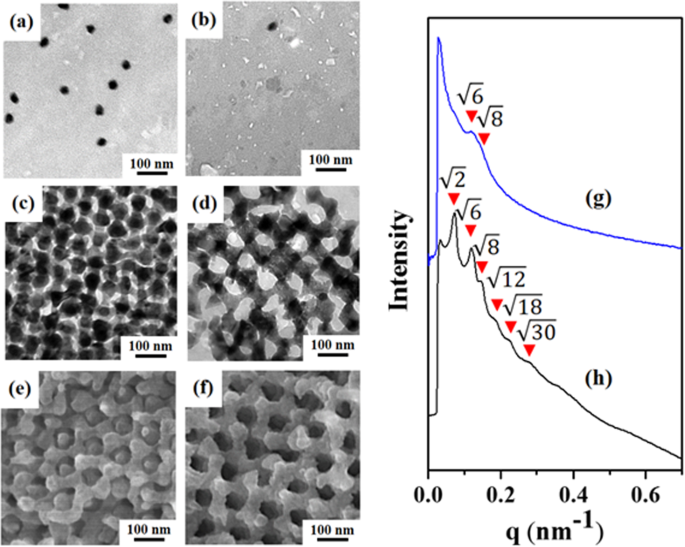 (a)
100 nm
(b)
100 nm
(c)
100 nm
(d)
100 nm
(e)
100 nm
(f)
100 nm
Intensity
√6
√8
(g)
√2
√6
√8
√12
√18
√30
(h)
0.0 0.2 0.4 0.6
q (nm⁻¹)